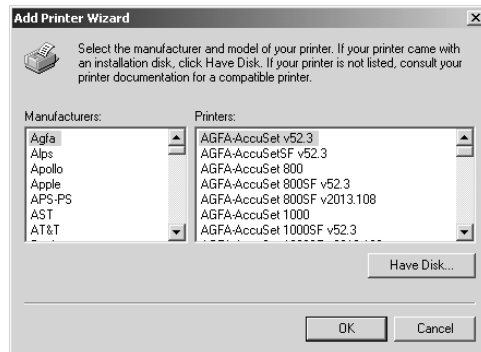 Add Printer Wizard
Select the manufacturer and model of your printer. If your printer came with
an installation disk, click Have Disk. If your printer is not listed, consult your
printer documentation for a compatible printer.
Manufacturers:
Agfa
Alps
Apollo
Apple
APS-PS
AST
AT&T
Printers:
AGFA-AccuSet v52.3
AGFA-AccuSetSF v52.3
AGFA-AccuSet 800
AGFA-AccuSet 800SF v52.3
AGFA-AccuSet 800SF v2013.108
AGFA-AccuSet 1000
AGFA-AccuSet 1000SF v52.3
Have Disk...
OK
Cancel